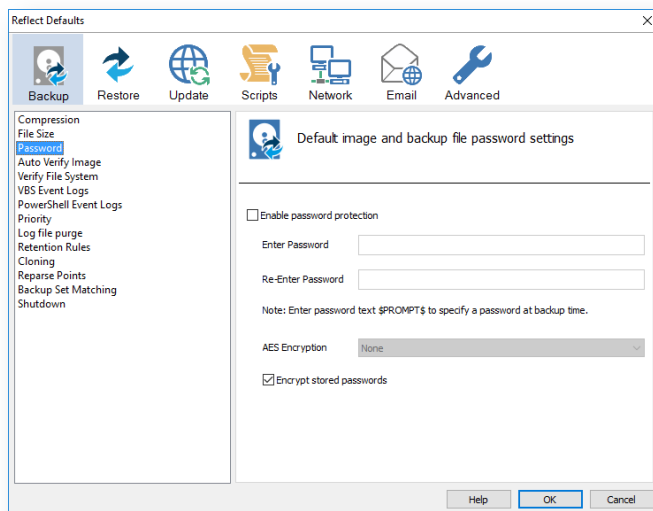 Reflect Defaults
Backup Restore Update Scripts Network Email Advanced
Compression
File Size
Password
Auto Verify Image
Verify File System
VBS Event Logs
PowerShell Event Logs
Priority
Log file purge
Retention Rules
Cloning
Reparse Points
Backup Set Matching
Shutdown
Default image and backup file password settings
Enable password protection
Enter Password
Re-Enter Password
Note: Enter password text $PROMPT$ to specify a password at backup time.
AES Encryption None
Encrypt stored passwords
Help OK Cancel